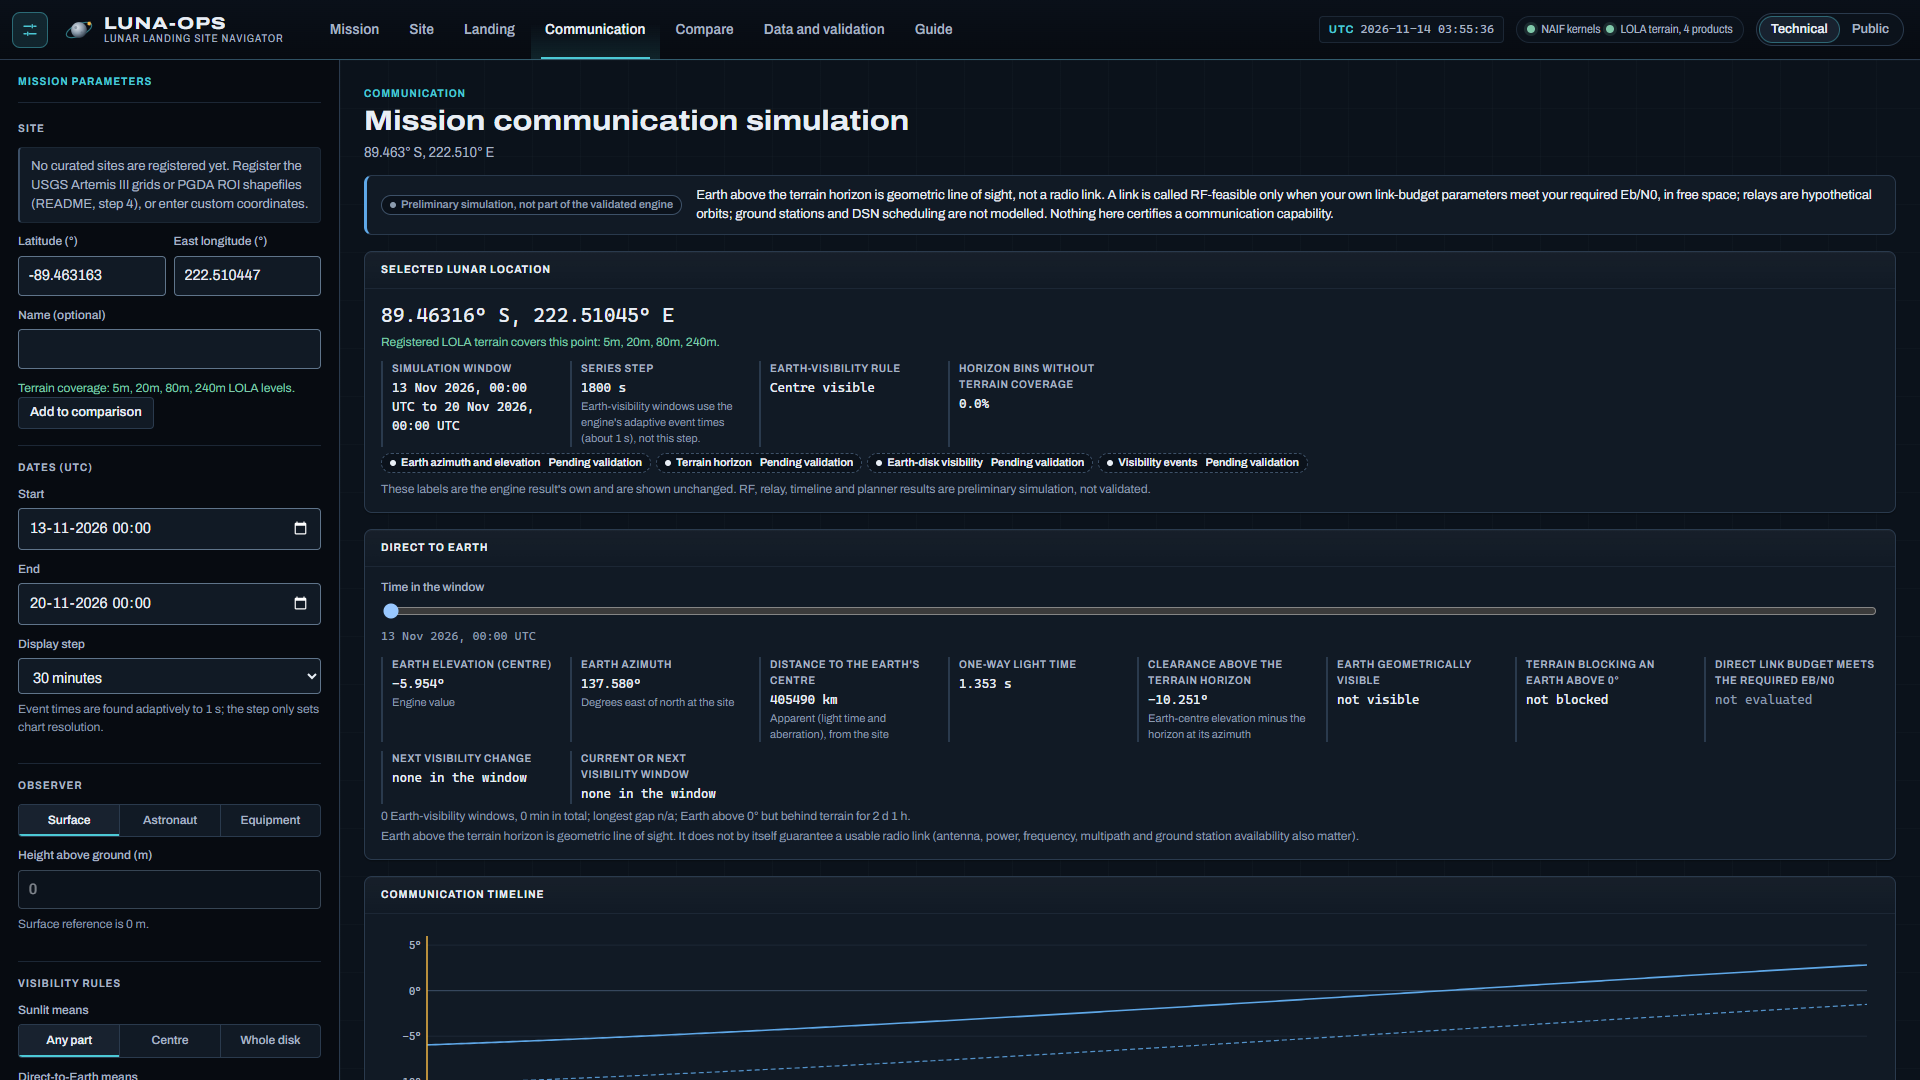 LUNA-OPS
LUNAR LANDING SITE NAVIGATOR
Mission
Site
Landing
Communication
Compare
Data and validation
Guide
UTC 2026-11-14 03:55:36
NAIF kernels
LOLA terrain, 4 products
Technical
Public
MISSION PARAMETERS
SITE
No curated sites are registered yet. Register the
USGS Artemis III grids or PGDA ROI shapefiles
(README, step 4), or enter custom coordinates.
Latitude (°)
East longitude (°)
-89.463163
222.510447
Name (optional)
Terrain coverage: 5m, 20m, 80m, 240m LOLA levels.
Add to comparison
DATES (UTC)
Start
13-11-2026 00:00
End
20-11-2026 00:00
Display step
30 minutes
Event times are found adaptively to 1 s; the step only sets
chart resolution.
OBSERVER
Surface
Astronaut
Equipment
Height above ground (m)
0
Surface reference is 0 m.
VISIBILITY RULES
Sunlit means
Any part
Centre
Whole disk
Direct-to-Earth means
COMMUNICATION
Mission communication simulation
89.463° S, 222.510° E
Preliminary simulation, not part of the validated engine
Earth above the terrain horizon is geometric line of sight, not a radio link. A link is called RF-feasible only when your own link-budget parameters meet your required Eb/N0, in free space; relays are hypothetical
orbits; ground stations and DSN scheduling are not modelled. Nothing here certifies a communication capability.
SELECTED LUNAR LOCATION
89.46316° S, 222.51045° E
Registered LOLA terrain covers this point: 5m, 20m, 80m, 240m.
SIMULATION WINDOW
13 Nov 2026, 00:00
UTC to 20 Nov 2026,
00:00 UTC
SERIES STEP
1800 s
Earth-visibility windows use the
engine's adaptive event times
(about 1 s), not this step.
EARTH-VISIBILITY RULE
Centre visible
HORIZON BINS WITHOUT
TERRAIN COVERAGE
0.0%
Earth azimuth and elevation Pending validation
Terrain horizon Pending validation
Earth-disk visibility Pending validation
Visibility events Pending validation
These labels are the engine result's own and are shown unchanged. RF, relay, timeline and planner results are preliminary simulation, not validated.
DIRECT TO EARTH
Time in the window
13 Nov 2026, 00:00 UTC
EARTH ELEVATION (CENTRE)
−5.954°
Engine value
EARTH AZIMUTH
137.580°
Degrees east of north at the site
DISTANCE TO THE EARTH'S
CENTRE
405490 km
Apparent (light time and
aberration), from the site
ONE-WAY LIGHT TIME
1.353 s
CLEARANCE ABOVE THE
TERRAIN HORIZON
−10.251°
Earth-centre elevation minus the
horizon at its azimuth
EARTH GEOMETRICALLY
VISIBLE
not visible
TERRAIN BLOCKING AN
EARTH ABOVE 0°
not blocked
DIRECT LINK BUDGET MEETS
THE REQUIRED EB/N0
not evaluated
NEXT VISIBILITY CHANGE
none in the window
CURRENT OR NEXT
VISIBILITY WINDOW
none in the window
0 Earth-visibility windows, 0 min in total; longest gap n/a; Earth above 0° but behind terrain for 2 d 1 h.
Earth above the terrain horizon is geometric line of sight. It does not by itself guarantee a usable radio link (antenna, power, frequency, multipath and ground station availability also matter).
COMMUNICATION TIMELINE
5°
0°
−5°